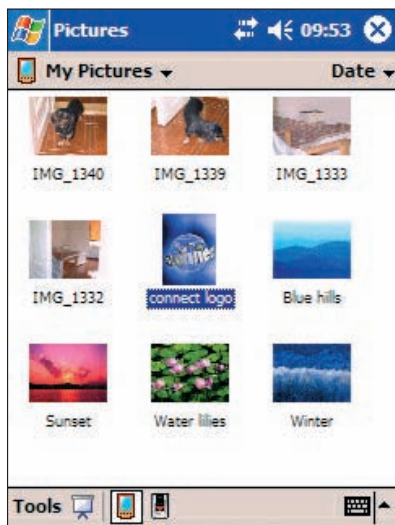 Pictures 09:53
My Pictures Date
IMG_1340 IMG_1339 IMG_1333
IMG_1332 connect logo Blue hills
Sunset Water lilies Winter
Tools